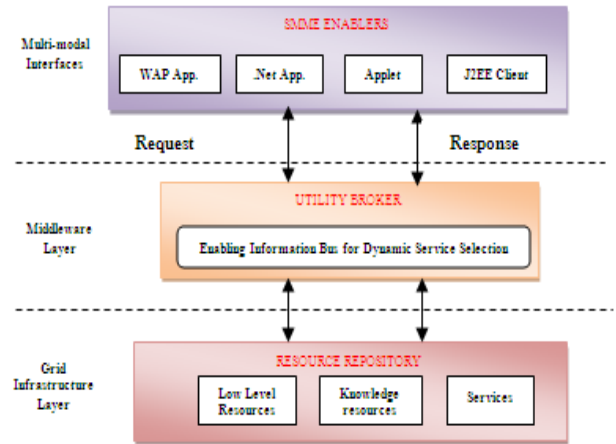 SMME ENABLERS
Multi-modal
Interfaces
WAP App.
.Net App.
Applet
J2EE Client
Request
Response
UTILITY BROKER
Middleware
Layer
Enabling Information Bus for Dynamic Service Selection
RESOURCE REPOSITORY
Grid
Infrastructure
Layer
Low Level
Resources
Knowledge
resources
Services